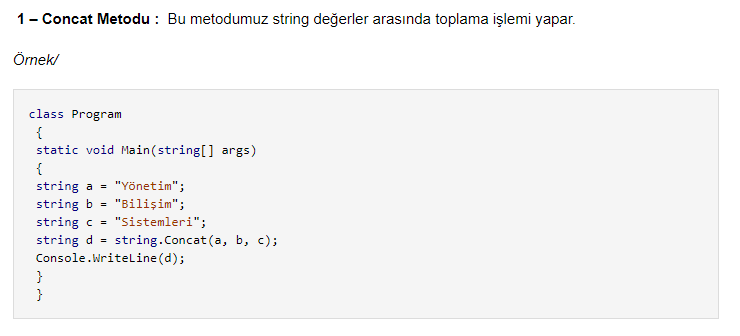 1 – Concat Metodu : Bu metodumuz string değerler arasında toplama işlemi yapar.
Örnek/
class Program
{
static void Main(string[] args)
{
string a = "Yönetim";
string b = "Bilişim";
string c = "Sistemleri";
string d = string.Concat(a, b, c);
Console.WriteLine(d);
}
}